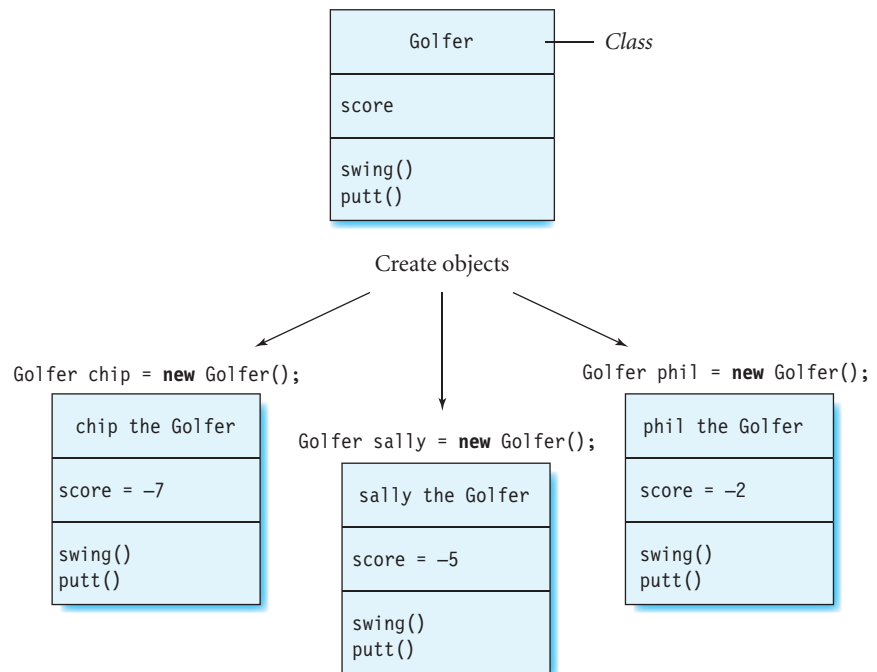 Golfer
Class
score
swing()
putt()
Create objects
Golfer chip = new Golfer();
chip the Golfer
score = –7
swing()
putt()
Golfer sally = new Golfer();
sally the Golfer
score = –5
swing()
putt()
Golfer phil = new Golfer();
phil the Golfer
score = –2
swing()
putt()